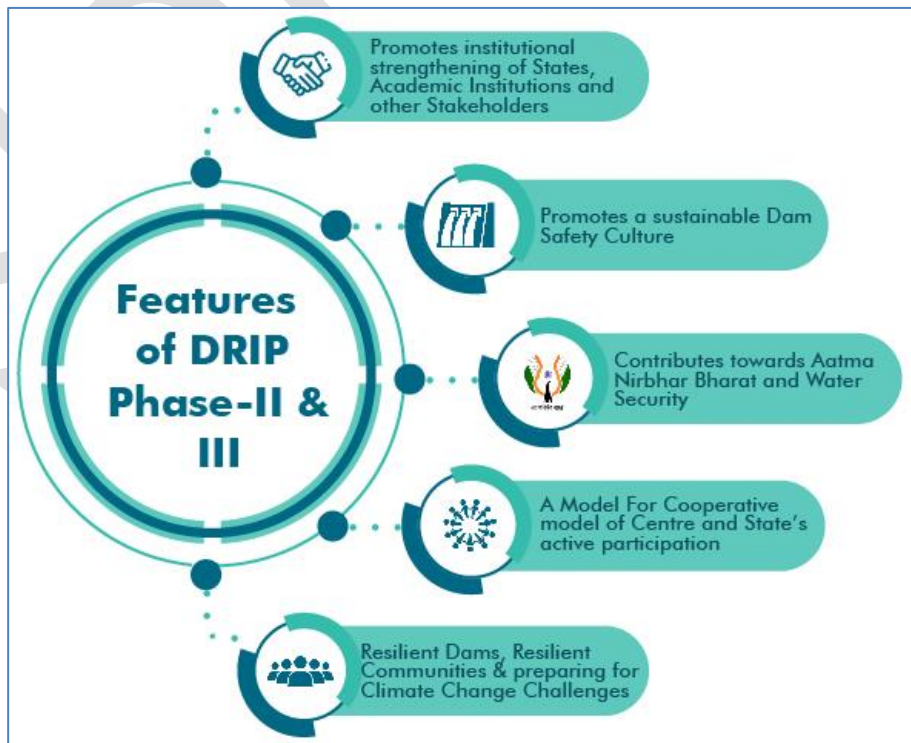 Promotes institutional
strengthening of States,
Academic Institutions and
other Stakeholders
Promotes a sustainable Dam
Safety Culture
Features
of DRIP
Phase-II &
III
Contributes towards Aatma
Nirbhar Bharat and Water
Security
A Model For Cooperative
model of Centre and State's
active participation
Resilient Dams, Resilient
Communities & preparing for
Climate Change Challenges